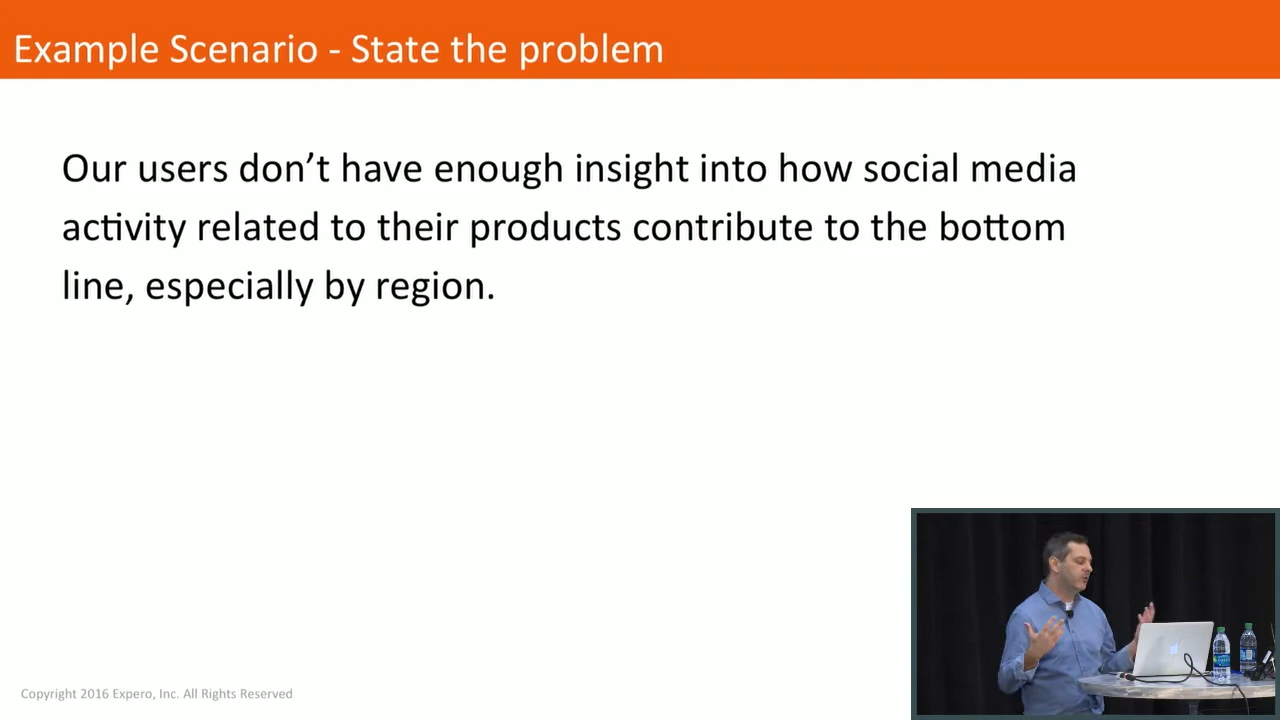 Example Scenario - State the problem
Our users don’t have enough insight into how social media
activity related to their products contribute to the bottom
line, especially by region.
Copyright 2016 Expero, Inc. All Rights Reserved